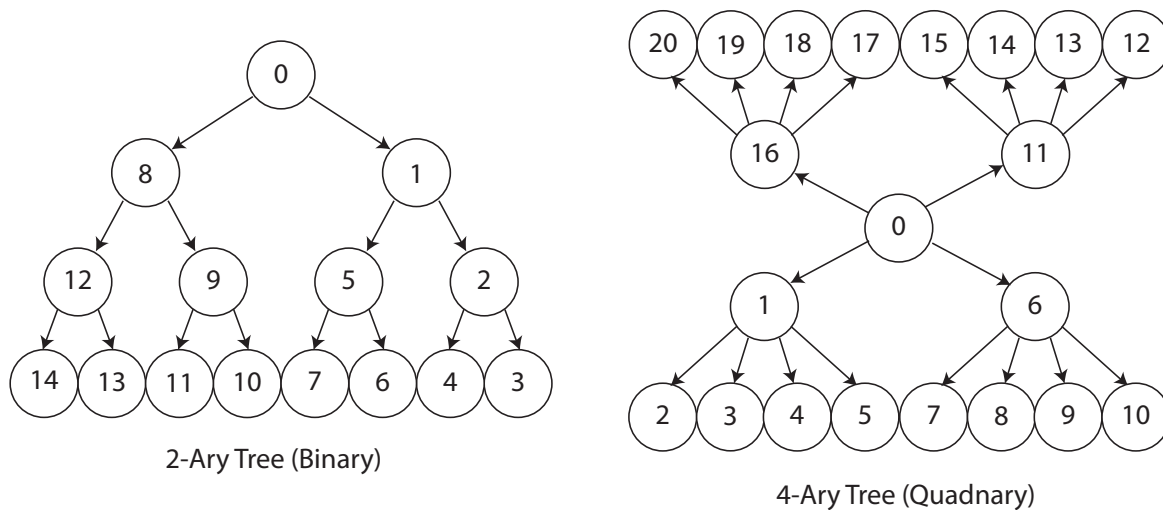 0
8 1
12 9 5 2
14 13 11 10 7 6 4 3
2-Ary Tree (Binary)
20 19 18 17 15 14 13 12
16 11
0
1 6
2 3 4 5 7 8 9 10
4-Ary Tree (Quadnary)